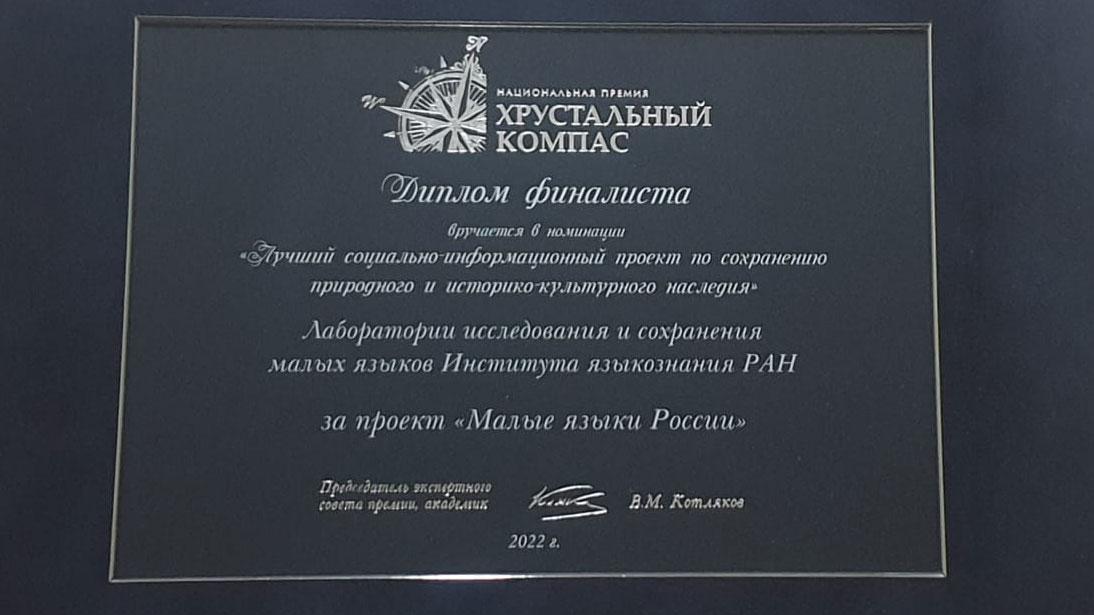 N
W
НАЦИОНАЛЬНАЯ ПРЕМИЯ
ХРУСТАЛЬНЫЙ
КОМПАС
Диплом финалиста
вручается в номинации
«Лучший социально-информационный проект по сохранению
природного и историко-культурного наследия»
Лаборатории исследования и сохранения
малых языков Института языкознания РАН
за проект «Малые языки России»
Председатель экспертного
совета премии, академик
В.М. Котляков
2022 г.